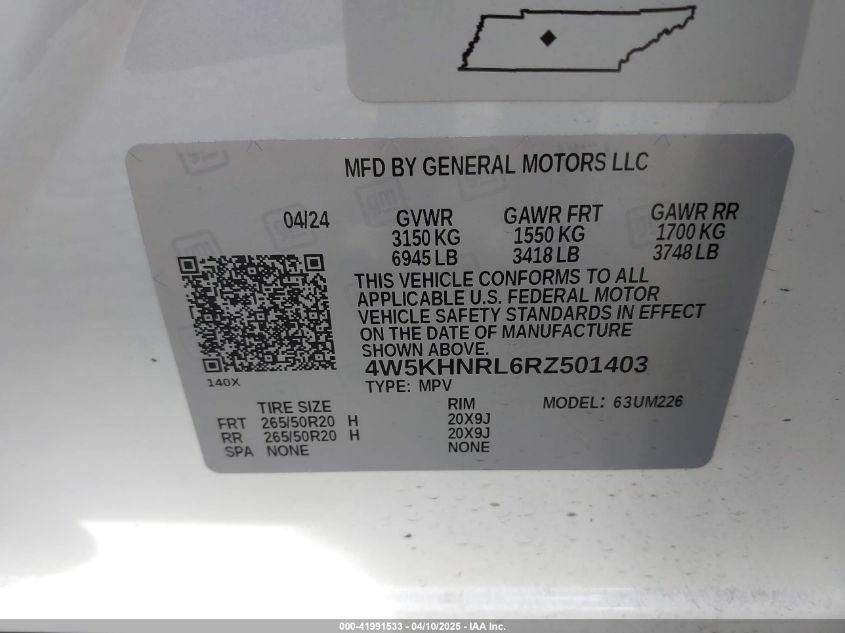 MFD BY GENERAL MOTORS LLC
04/24 GVWR GAWR FRT GAWR RR
3150 KG 1550 KG 1700 KG
6945 LB 3418 LB 3748 LB
THIS VEHICLE CONFORMS TO ALL
APPLICABLE U.S. FEDERAL MOTOR
VEHICLE SAFETY STANDARDS IN EFFECT
ON THE DATE OF MANUFACTURE
SHOWN ABOVE.
4W5KHNRL6RZ501403
140X
TYPE: MPV
TIRE SIZE RIM MODEL: 63UM226
FRT 265/50R20 H 20X9J
RR 265/50R20 H 20X9J
SPA NONE NONE
000-41991533 - 04/10/2025 - IAA Inc.